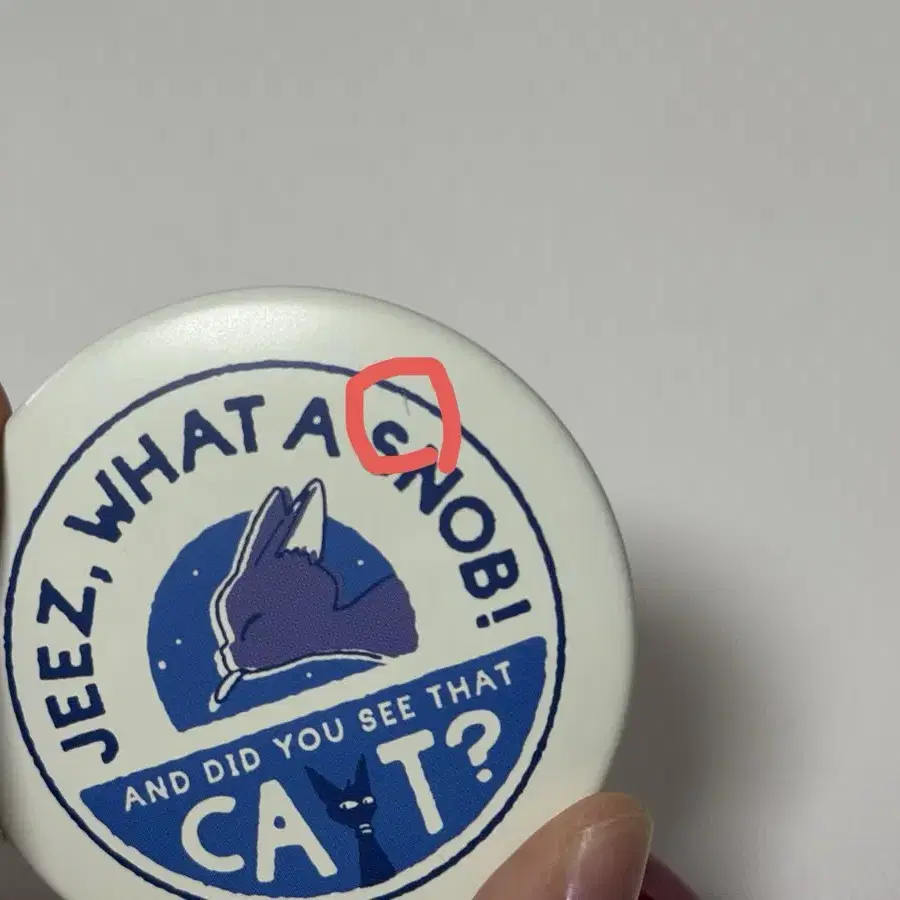 JEEZ, WHAT A SNOB!
AND DID YOU SEE THAT
CAT?